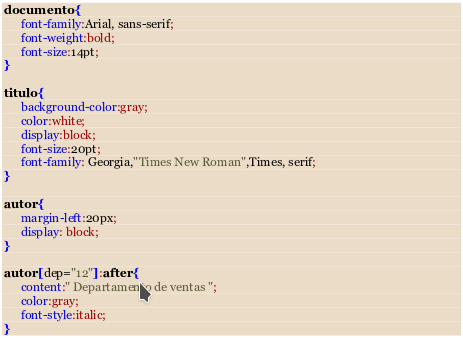 documento{
font-family:Arial, sans-serif;
font-weight:bold;
font-size:14pt;
}
titulo{
background-color:gray;
color:white;
display:block;
font-size:20pt;
font-family: Georgia,"Times New Roman",Times, serif;
}
autor{
margin-left:20px;
display: block;
}
autor[dep="12"]:after{
content:" Departamento de ventas ";
color:gray;
font-style:italic;
}